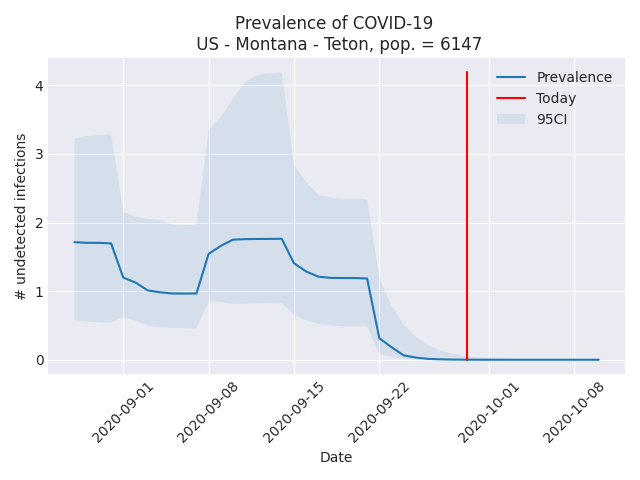 Prevalence of COVID-19
US - Montana - Teton, pop. = 6147
Prevalence
Today
95CI
# undetected infections
4
3
2
1
0
2020-09-01
2020-09-08
2020-09-15
2020-09-22
2020-10-01
2020-10-08
Date